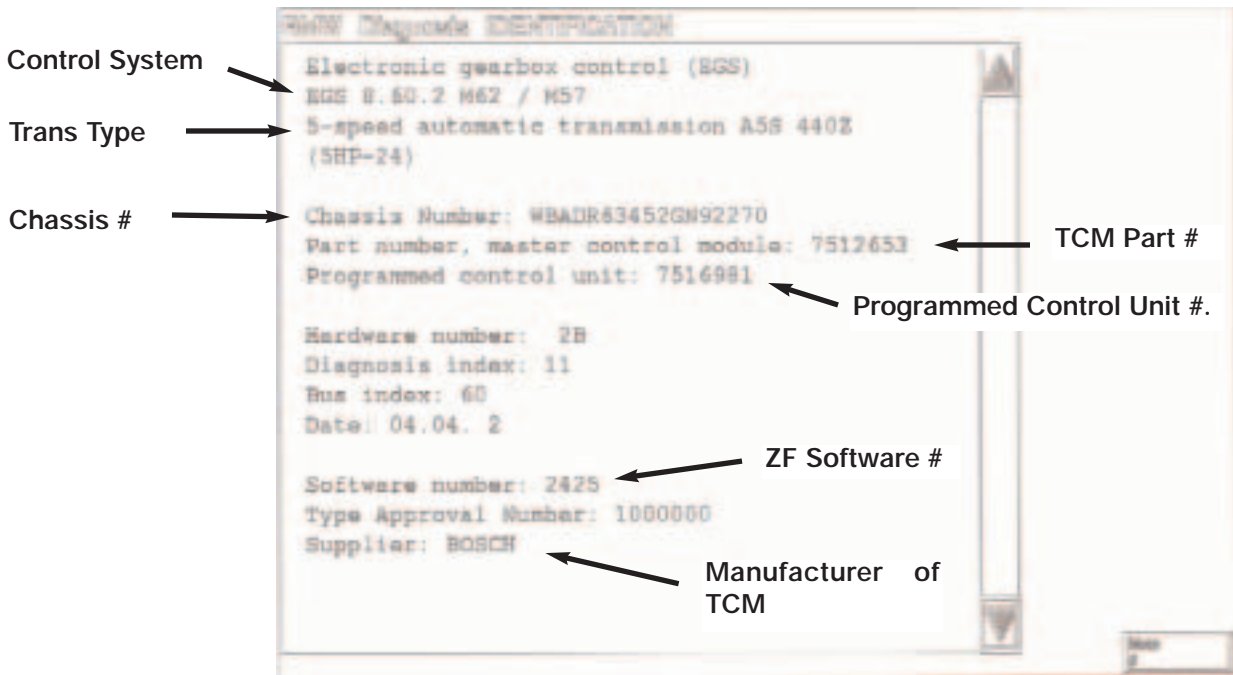 BMW Diagnosis IDENTIFICATION
Control System
Electronic gearbox control (EGS)
EGS 8.60.2 M62 / M57
Trans Type
5-speed automatic transmission A5S 440Z
(5HP-24)
Chassis #
Chassis Number: WBADR63452GN92270
Part number, master control module: 7512653
TCM Part #
Programmed control unit: 7516981
Programmed Control Unit #.
Hardware number: 2B
Diagnosis index: 11
Bus index: 60
Date: 04.04. 2
ZF Software #
Software number: 2425
Type Approval Number: 1000000
Supplier: BOSCH
Manufacturer of
TCM